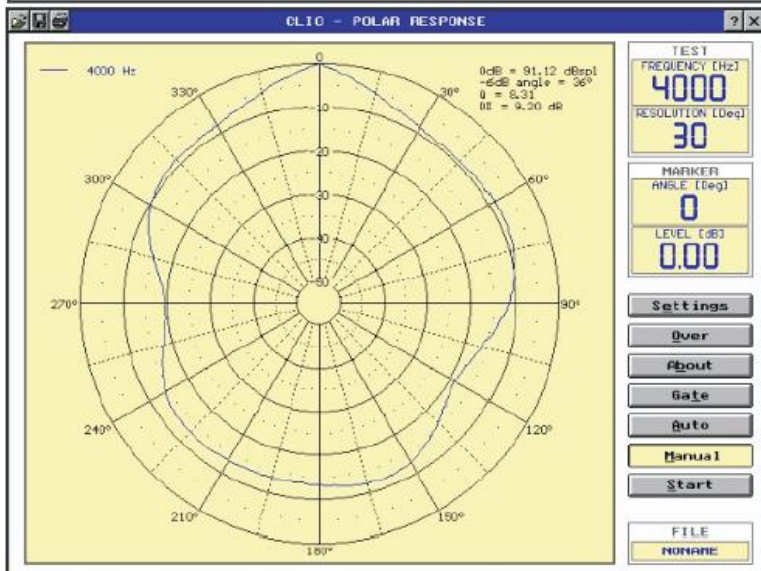 CLIO - POLAR RESPONSE
? X
4000 Hz
0dB = 91.12 dBspl
-6dB angle = 36°
Q = 8.31
DI = 9.20 dB
0
330°
30°
-10
-20
300°
60°
-30
-40
-50
270°
90°
240°
120°
210°
150°
180°
TEST
FREQUENCY [Hz]
4000
RESOLUTION [Deg]
30
MARKER
ANGLE [Deg]
0
LEVEL [dB]
0.00
Settings
Over
About
Gate
Auto
Manual
Start
FILE
NONAME